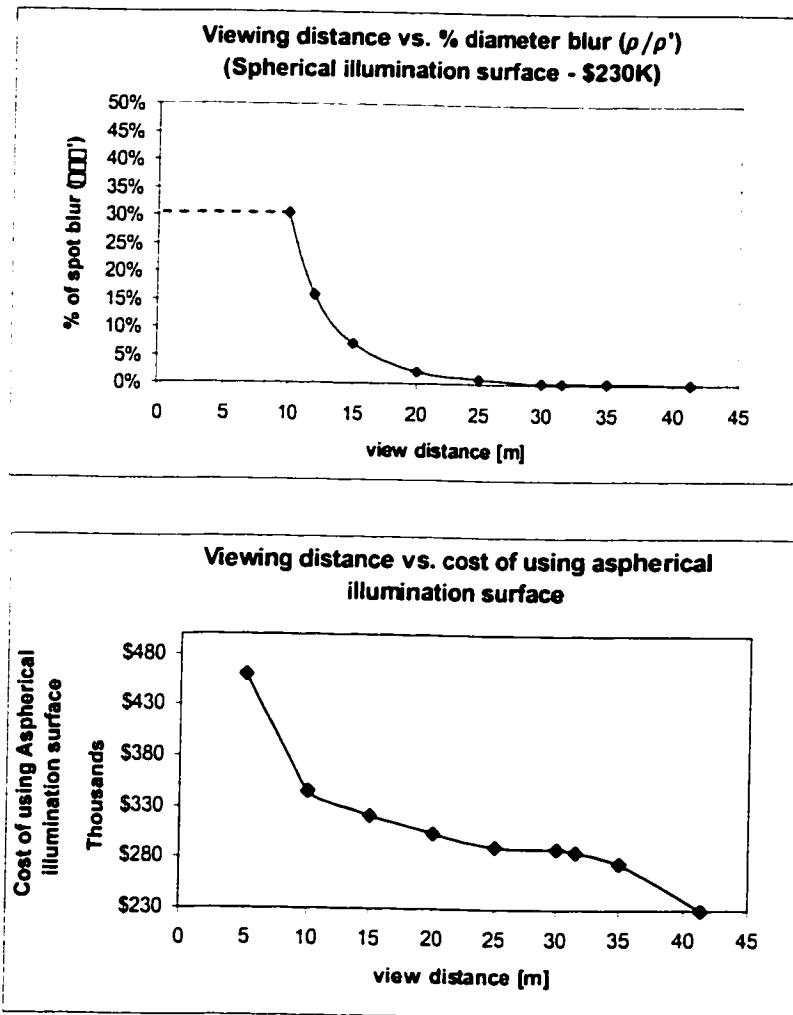 Viewing distance vs. % diameter blur (ρ/ρ')
(Spherical illumination surface - $230K)
% of spot blur (□□□')
50%
45%
40%
35%
30%
25%
20%
15%
10%
5%
0%
0 5 10 15 20 25 30 35 40 45
view distance [m]
Viewing distance vs. cost of using aspherical
illumination surface
Cost of using Aspherical
illumination surface
Thousands
$480
$430
$380
$330
$280
$230
0 5 10 15 20 25 30 35 40 45
view distance [m]